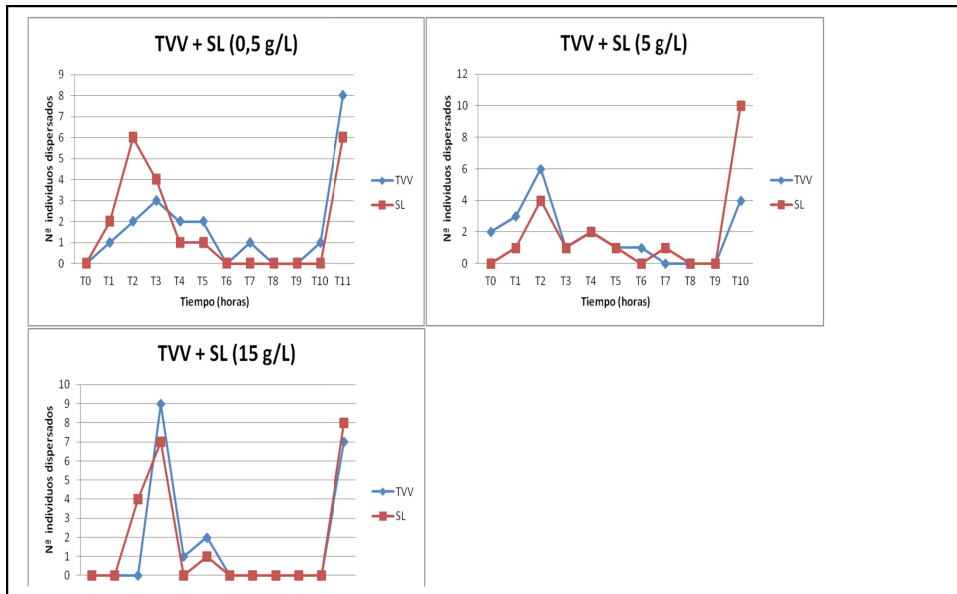 TVV + SL (0,5 g/L)
Nª individuos dispersados
9
8
7
6
5
4
3
2
1
0
T0 T1 T2 T3 T4 T5 T6 T7 T8 T9 T10 T11
Tiempo (horas)
TVV
SL
TVV + SL (5 g/L)
Nª individuos dispersados
12
10
8
6
4
2
0
T0 T1 T2 T3 T4 T5 T6 T7 T8 T9 T10
Tiempo (horas)
TVV
SL
TVV + SL (15 g/L)
Nª individuos dispersados
10
9
8
7
6
5
4
3
2
1
0
TVV
SL